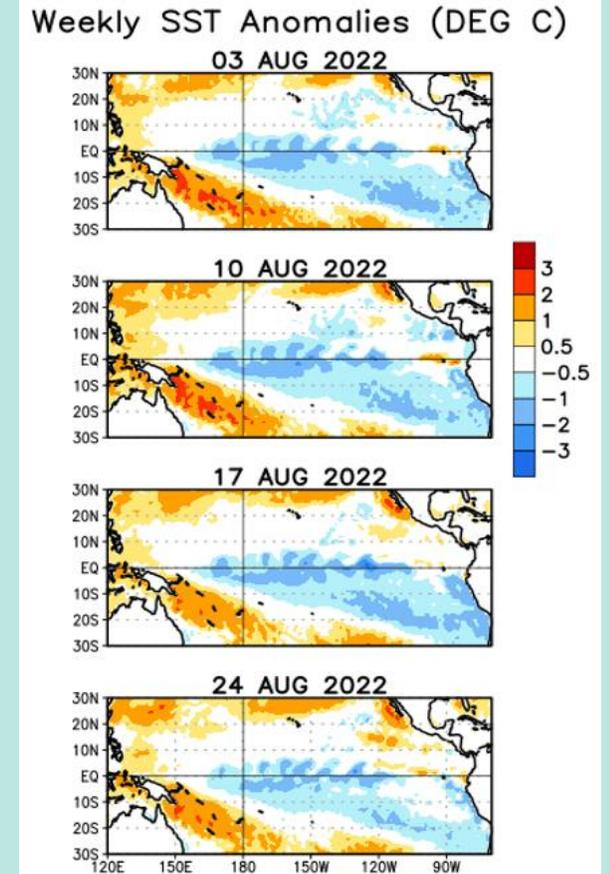 Weekly SST Anomalies (DEG C)
03 AUG 2022
30N
20N
10N
EQ
10S
20S
30S
10 AUG 2022
30N
20N
10N
EQ
10S
20S
30S
3
2
1
0.5
−0.5
−1
−2
−3
17 AUG 2022
30N
20N
10N
EQ
10S
20S
30S
24 AUG 2022
30N
20N
10N
EQ
10S
20S
30S
120E 150E 180 150W 120W 90W